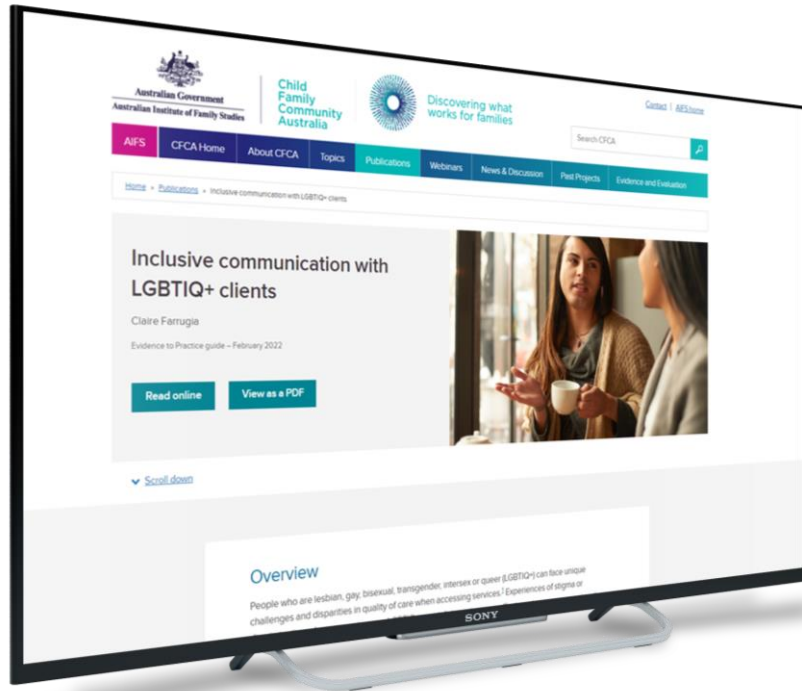 Australian Government
Australian Institute of Family Studies
Child
Family
Community
Australia
Discovering what
works for families
Contact | AIFS home
Search CFCA
AIFS
CFCA Home
About CFCA
Topics
Publications
Webinars
News & Discussion
Past Projects
Evidence and Evaluation
Home » Publications » Inclusive communication with LGBTIQ+ clients
Inclusive communication with
LGBTIQ+ clients
Claire Farrugia
Evidence to Practice guide – February 2022
Read online
View as a PDF
Scroll down
Overview
People who are lesbian, gay, bisexual, transgender, intersex or queer (LGBTIQ+) can face unique
challenges and disparities in quality of care when accessing services.¹ Experiences of stigma or
SONY